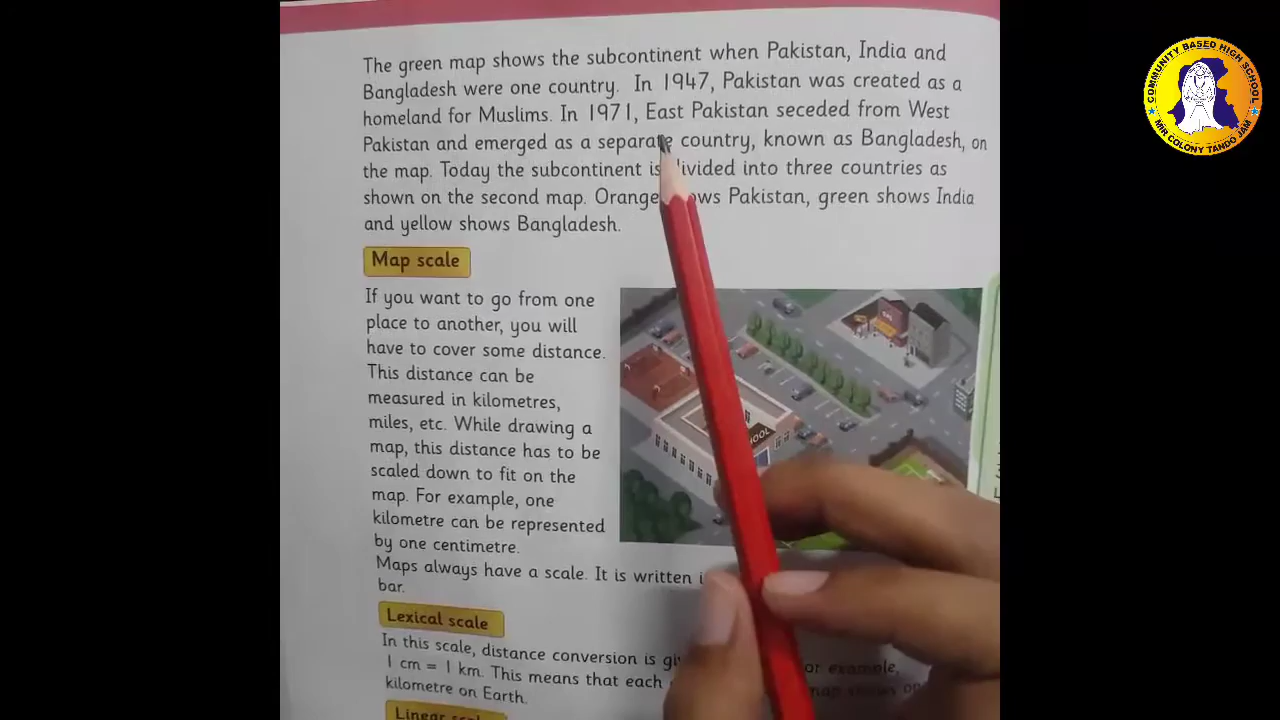 The green map shows the subcontinent when Pakistan, India and
Bangladesh were one country. In 1947, Pakistan was created as a
homeland for Muslims. In 1971, East Pakistan seceded from West
Pakistan and emerged as a separate country, known as Bangladesh, on
the map. Today the subcontinent is divided into three countries as
shown on the second map. Orange shows Pakistan, green shows India
and yellow shows Bangladesh.
Map scale
If you want to go from one
place to another, you will
have to cover some distance.
This distance can be
measured in kilometres,
miles, etc. While drawing a
map, this distance has to be
scaled down to fit on the
map. For example, one
kilometre can be represented
by one centimetre.
Maps always have a scale. It is written
bar.
Lexical scale
In this scale, distance conversion is example,
1 cm = 1 km. This means that each map shows
kilometre on Earth.
Linear
COMMUNITY BASED HIGH SCHOOL
MIR COLONY TANDO JAM